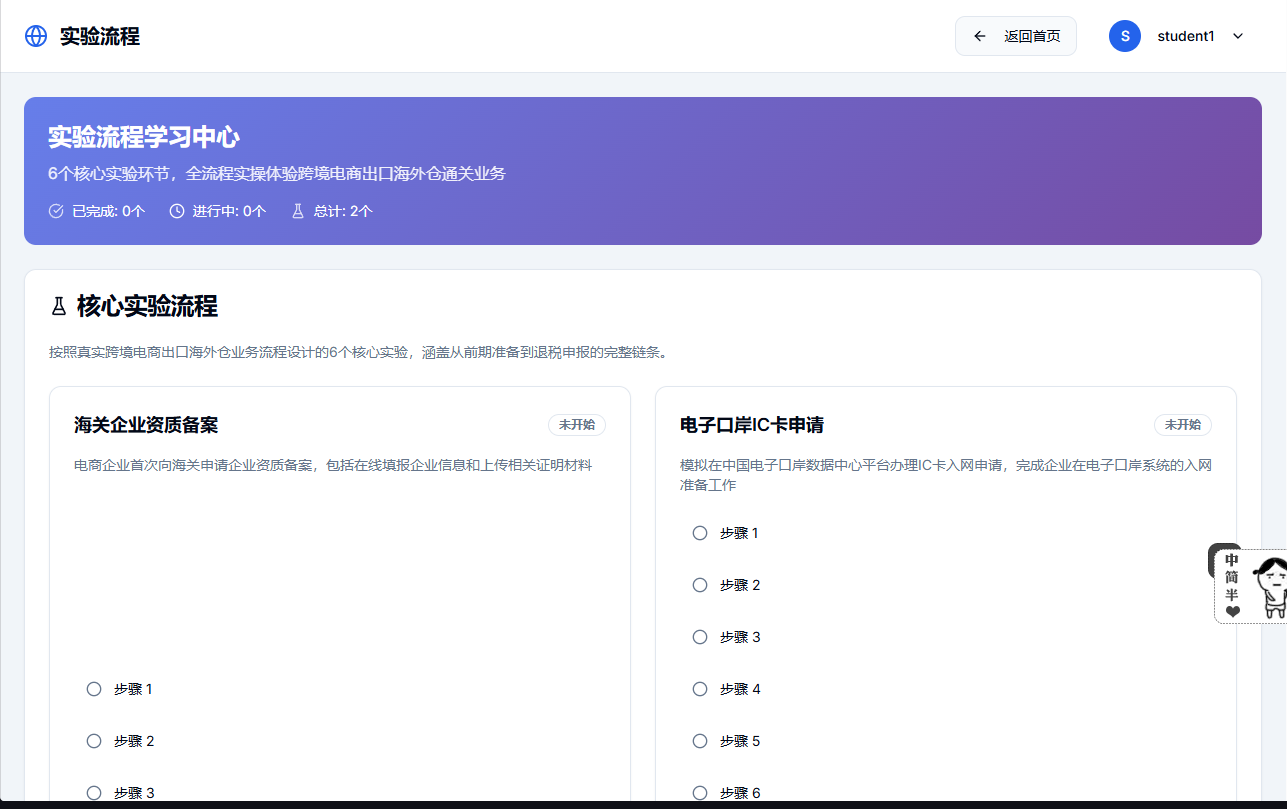 实验流程
返回首页
S
student1
实验流程学习中心
6个核心实验环节，全流程实操体验跨境电商出口海外仓通关业务
已完成: 0个 进行中: 0个 总计: 2个
核心实验流程
按照真实跨境电商出口海外仓业务流程设计的6个核心实验，涵盖从前期准备到退税申报的完整链条。
海关企业资质备案
未开始
电商企业首次向海关申请企业资质备案，包括在线填报企业信息和上传相关证明材料
步骤 1
步骤 2
步骤 3
电子口岸IC卡申请
未开始
模拟在中国电子口岸数据中心平台办理IC卡入网申请，完成企业在电子口岸系统的入网
准备工作
步骤 1
步骤 2
步骤 3
步骤 4
步骤 5
步骤 6
中
简
半